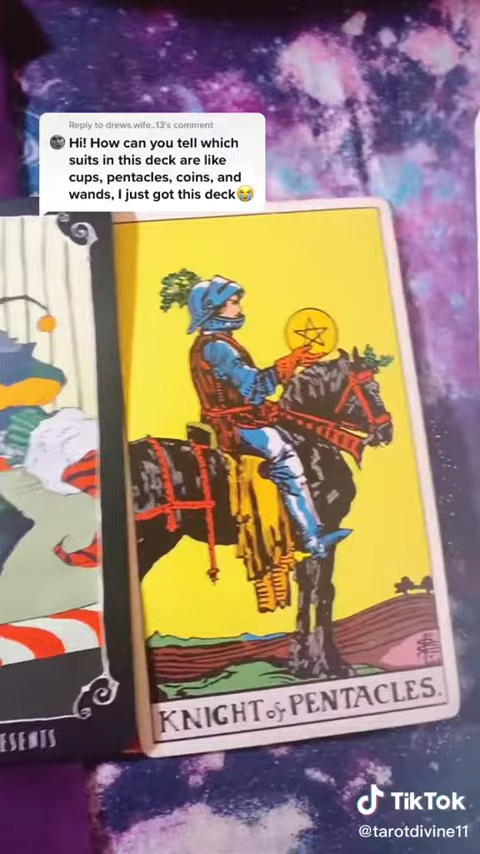 Reply to drews.wife..13's comment
Hi! How can you tell which
suits in this deck are like
cups, pentacles, coins, and
wands, I just got this deck😭
KNIGHT of PENTACLES.
TikTok
@tarotdivine11